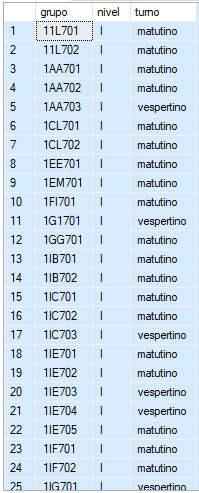 grupo nivel turno
1 11L701 I matutino
2 11L702 I matutino
3 1AA701 I matutino
4 1AA702 I matutino
5 1AA703 I vespertino
6 1CL701 I matutino
7 1CL702 I matutino
8 1EE701 I matutino
9 1EM701 I matutino
10 1FI701 I matutino
11 1G1701 I vespertino
12 1GG701 I matutino
13 1IB701 I matutino
14 1IB702 I matutino
15 1IC701 I matutino
16 1IC702 I matutino
17 1IC703 I vespertino
18 1IE701 I matutino
19 1IE702 I matutino
20 1IE703 I vespertino
21 1IE704 I vespertino
22 1IE705 I matutino
23 1IF701 I matutino
24 1IF702 I matutino
25 1IG701 I vespertino